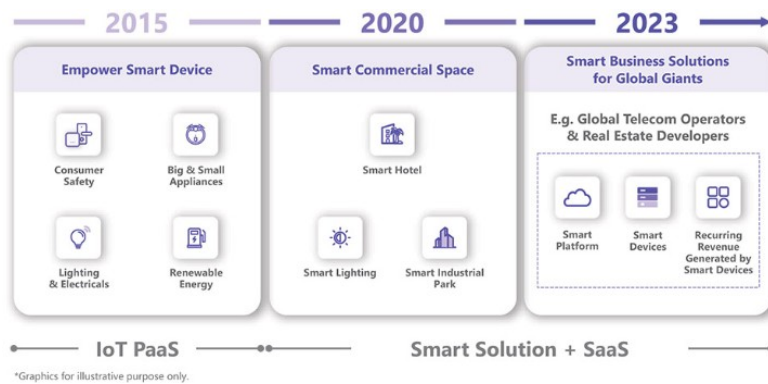 2015
2020
2023
Empower Smart Device
Consumer
Safety
Big & Small
Appliances
Lighting
& Electricals
Renewable
Energy
Smart Commercial Space
Smart Hotel
Smart Lighting
Smart Industrial
Park
Smart Business Solutions
for Global Giants
E.g. Global Telecom Operators
& Real Estate Developers
Smart
Platform
Smart
Devices
Recurring
Revenue
Generated by
Smart Devices
IoT PaaS
Smart Solution + SaaS
*Graphics for illustrative purpose only.